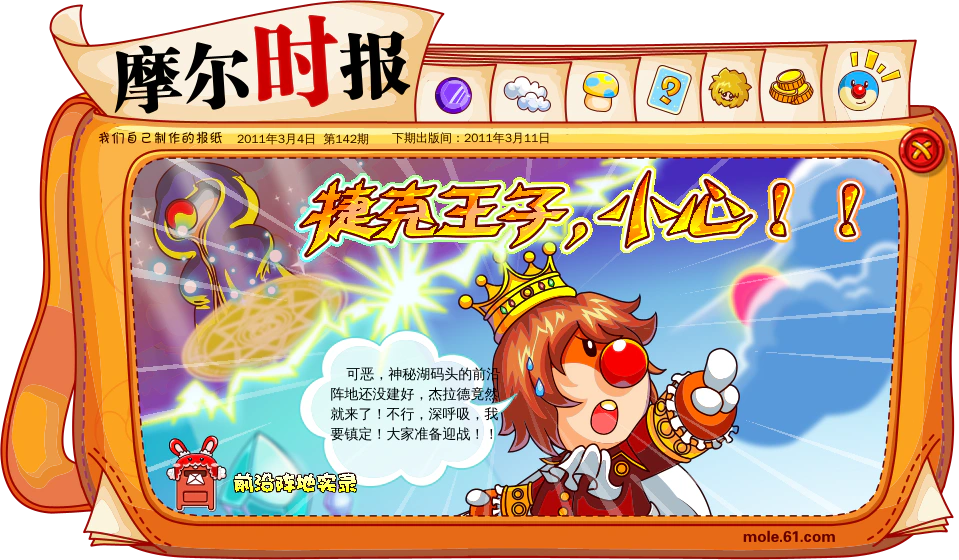 摩尔时报
我们自己制作的报纸 2011年3月4日 第142期 下期出版间：2011年3月11日
捷克王子，小心！！
可恶，神秘湖码头的前沿
阵地还没建好，杰拉德竟然
就来了！不行，深呼吸，我
要镇定！大家准备迎战！！
前沿阵地实录
mole.61.com